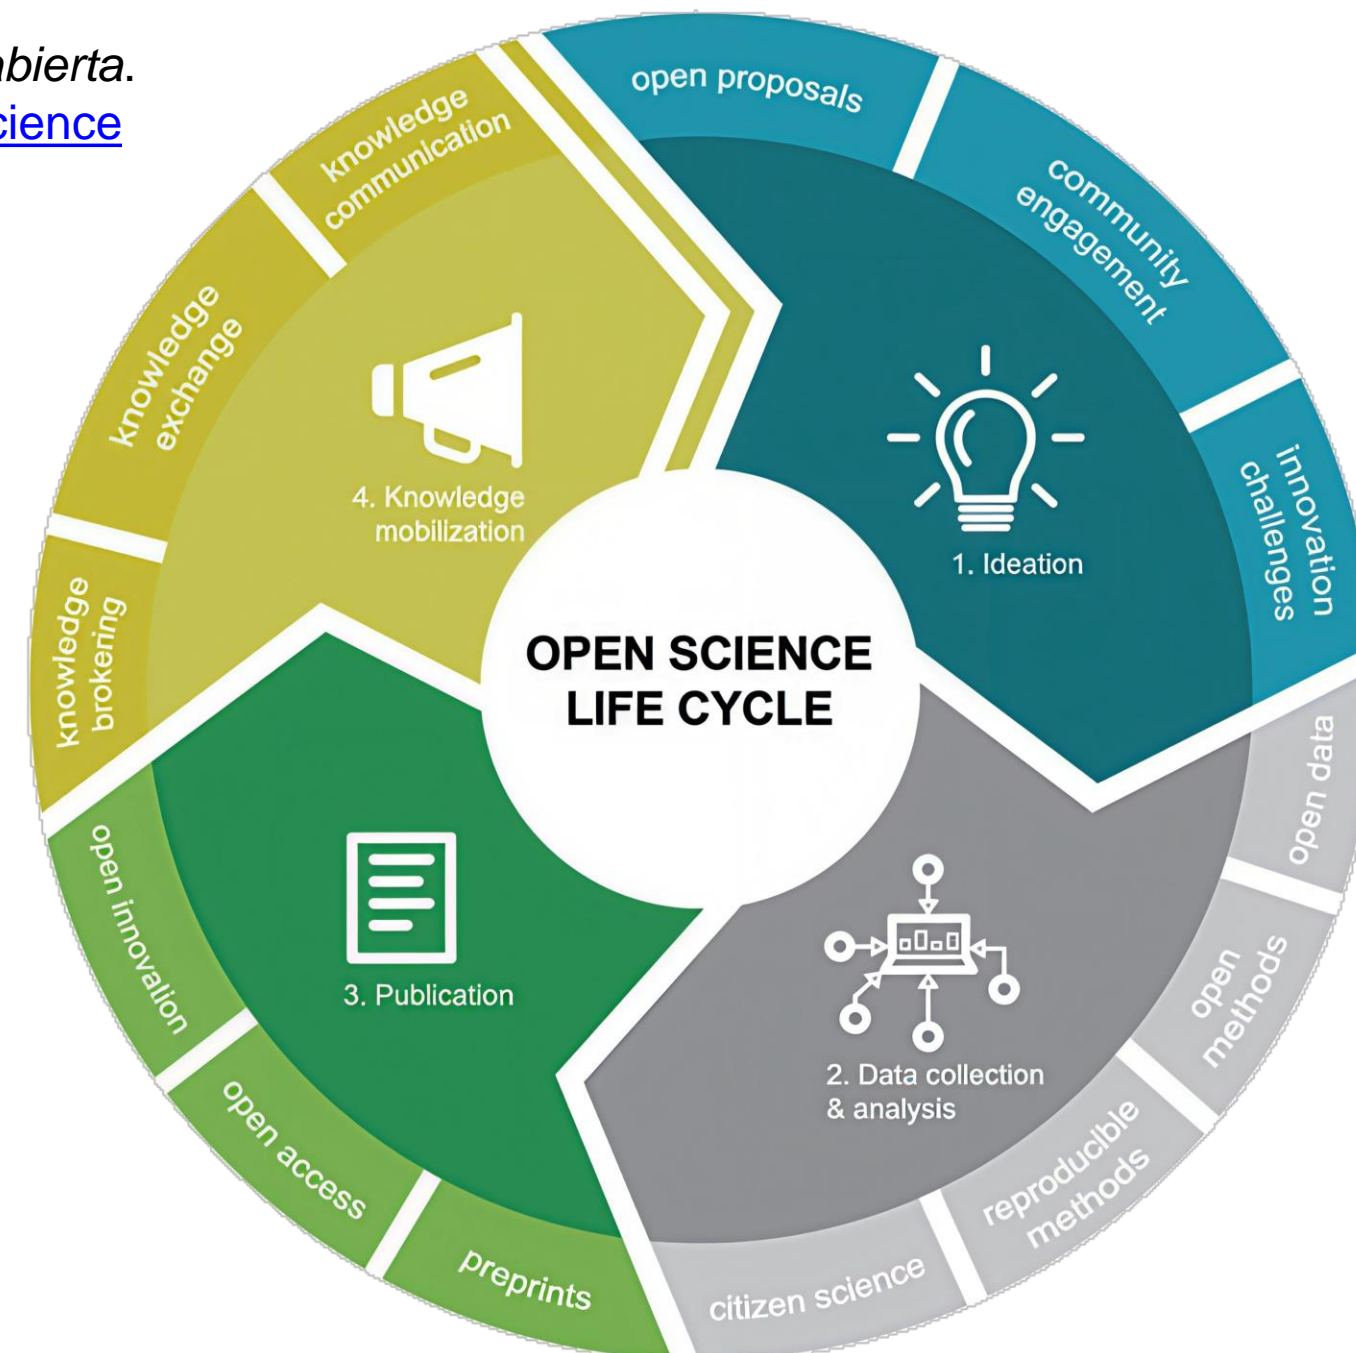 abierta.
cience
open proposals
community
engagement
innovation
challenges
1. Ideation
open data
open
methods
reproducible
methods
citizen science
2. Data collection
& analysis
preprints
open access
open innovation
3. Publication
knowledge
brokering
knowledge
exchange
knowledge
communication
4. Knowledge
mobilization
OPEN SCIENCE
LIFE CYCLE